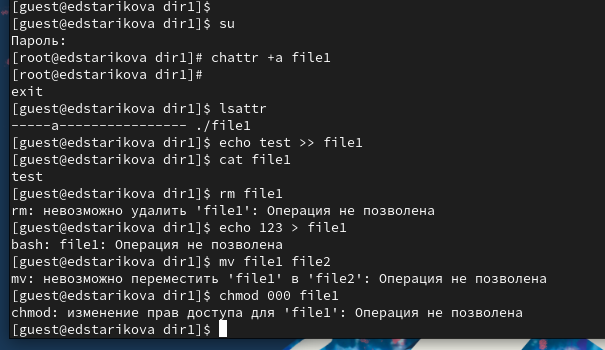 [guest@edstarikova dir1]$
[guest@edstarikova dir1]$ su
Пароль:
[root@edstarikova dir1]# chattr +a file1
[root@edstarikova dir1]#
exit
[guest@edstarikova dir1]$ lsattr
-----a---------------- ./file1
[guest@edstarikova dir1]$ echo test >> file1
[guest@edstarikova dir1]$ cat file1
test
[guest@edstarikova dir1]$ rm file1
rm: невозможно удалить 'file1': Операция не позволена
[guest@edstarikova dir1]$ echo 123 > file1
bash: file1: Операция не позволена
[guest@edstarikova dir1]$ mv file1 file2
mv: невозможно переместить 'file1' в 'file2': Операция не позволена
[guest@edstarikova dir1]$ chmod 000 file1
chmod: изменение прав доступа для 'file1': Операция не позволена
[guest@edstarikova dir1]$